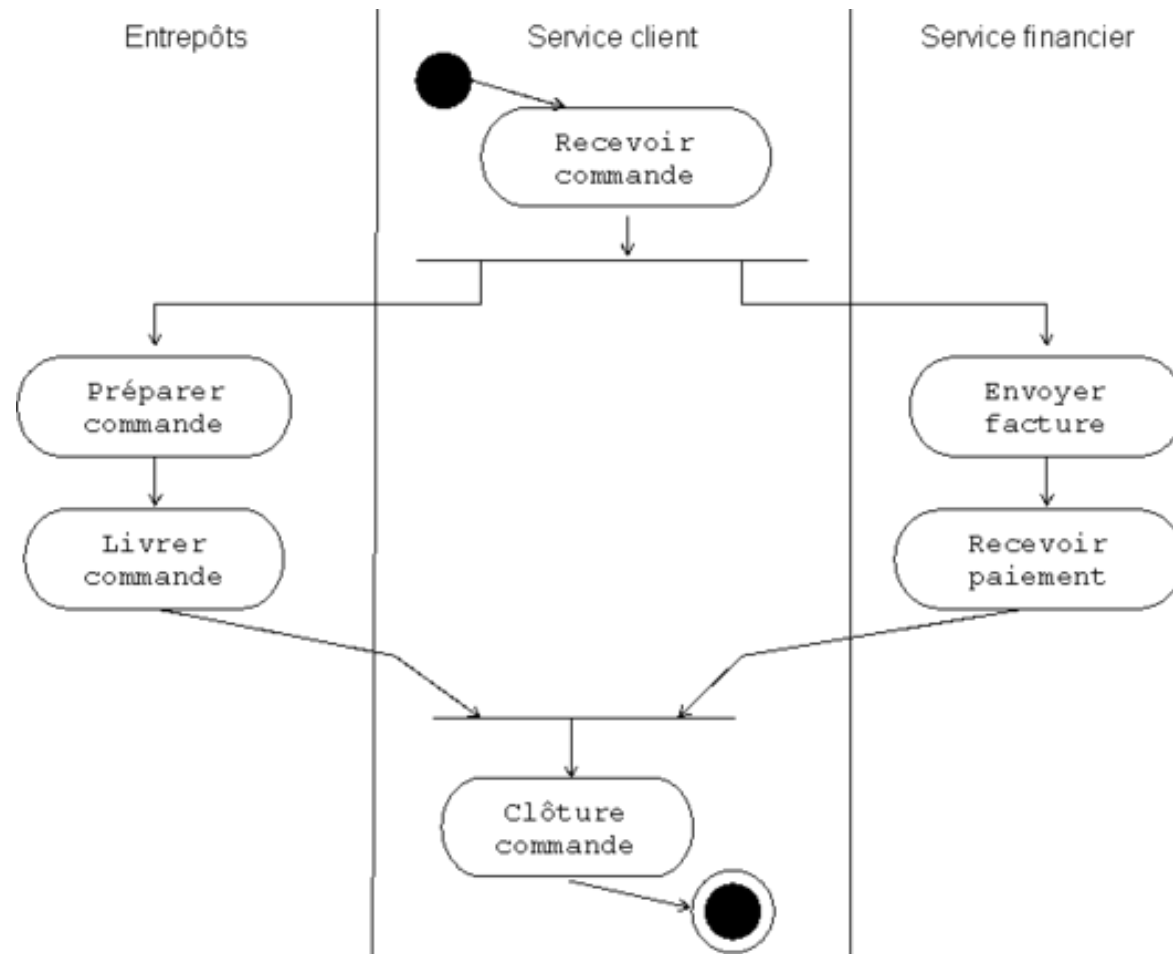 Entrepôts
Service client
Service financier
Recevoir
commande
Préparer
commande
Envoyer
facture
Livrer
commande
Recevoir
paiement
Clôture
commande